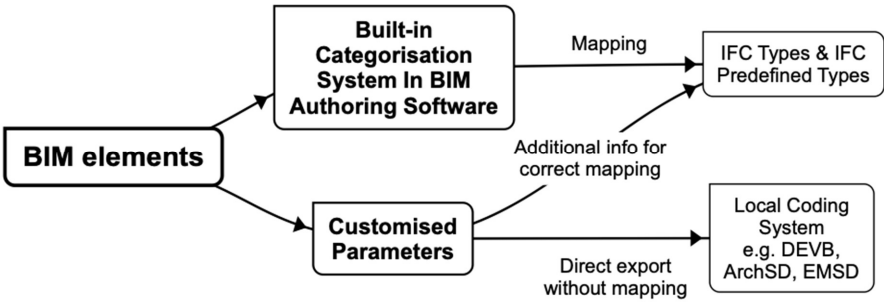 Built-in
Categorisation
System In BIM
Authoring Software
Mapping
IFC Types & IFC
Predefined Types
BIM elements
Additional info for
correct mapping
Customised
Parameters
Local Coding
System
e.g. DEVB,
ArchSD, EMSD
Direct export
without mapping